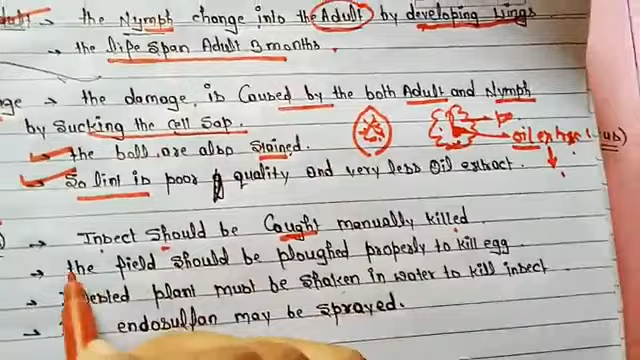 → the Nymph change into the Adult by developing wings
→ the life span Adult 3 months.
→ the damage is Caused by the both Adult and Nymph
by Sucking the Cell Sap.
the boll are also Stained.
So lint is poor quality and very less Oil extract.
→ Insect should be Caught manually killed
→ the field should be ploughed properly to kill egg
→ plant must be shaken in water to kill insect
→ endosulfan may be sprayed.